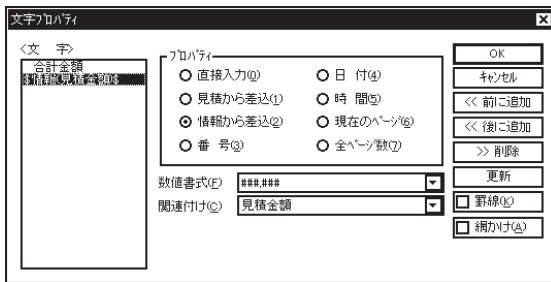 文字ﾌﾟﾛﾊﾟﾃｨ
<文　字>
合計金額
$情報(見積金額)$
ﾌﾟﾛﾊﾟﾃｨ
直接入力(0)
日　付(4)
見積から差込(1)
時　間(5)
情報から差込(2)
現在のﾍﾟｰｼﾞ(6)
番　号(3)
全ﾍﾟｰｼﾞ数(7)
数値書式(F)
###,###
関連付け(C)
見積金額
OK
ｷｬﾝｾﾙ
<< 前に追加
<< 後に追加
>> 削除
更新
罫線(K)
網かけ(A)